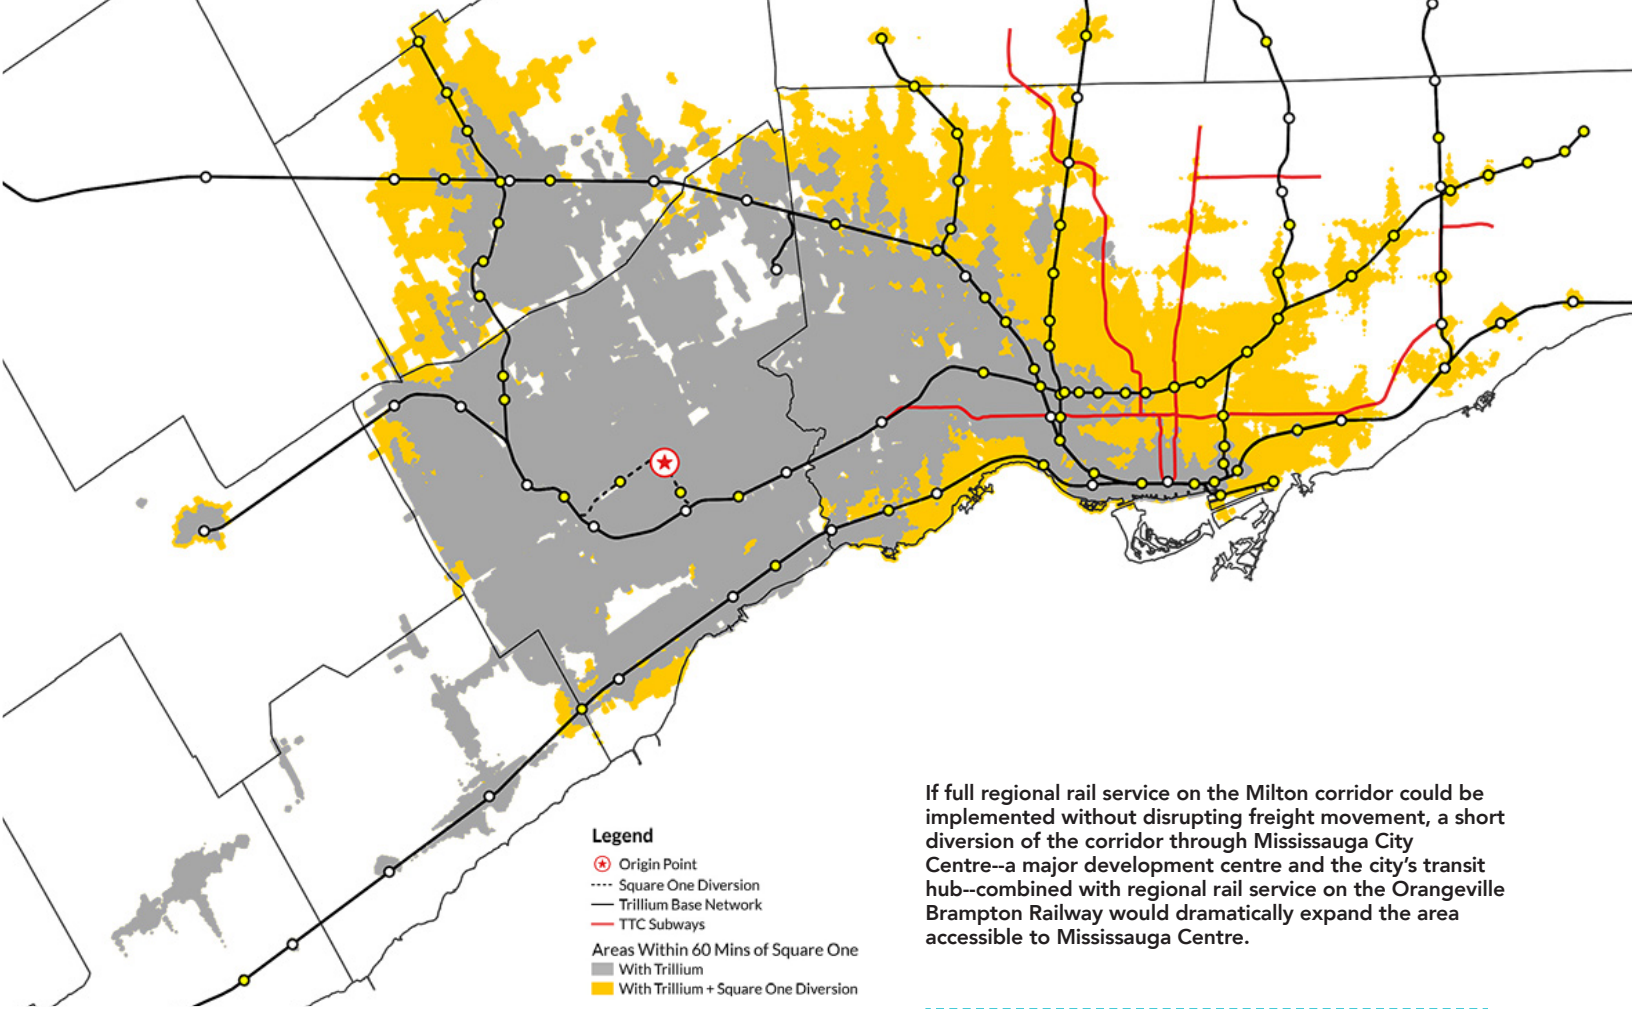 If full regional rail service on the Milton corridor could be
implemented without disrupting freight movement, a short
diversion of the corridor through Mississauga City
Centre--a major development centre and the city's transit
hub--combined with regional rail service on the Orangeville
Brampton Railway would dramatically expand the area
accessible to Mississauga Centre.
Legend
Origin Point
Square One Diversion
Trillium Base Network
TTC Subways
Areas Within 60 Mins of Square One
With Trillium
With Trillium + Square One Diversion